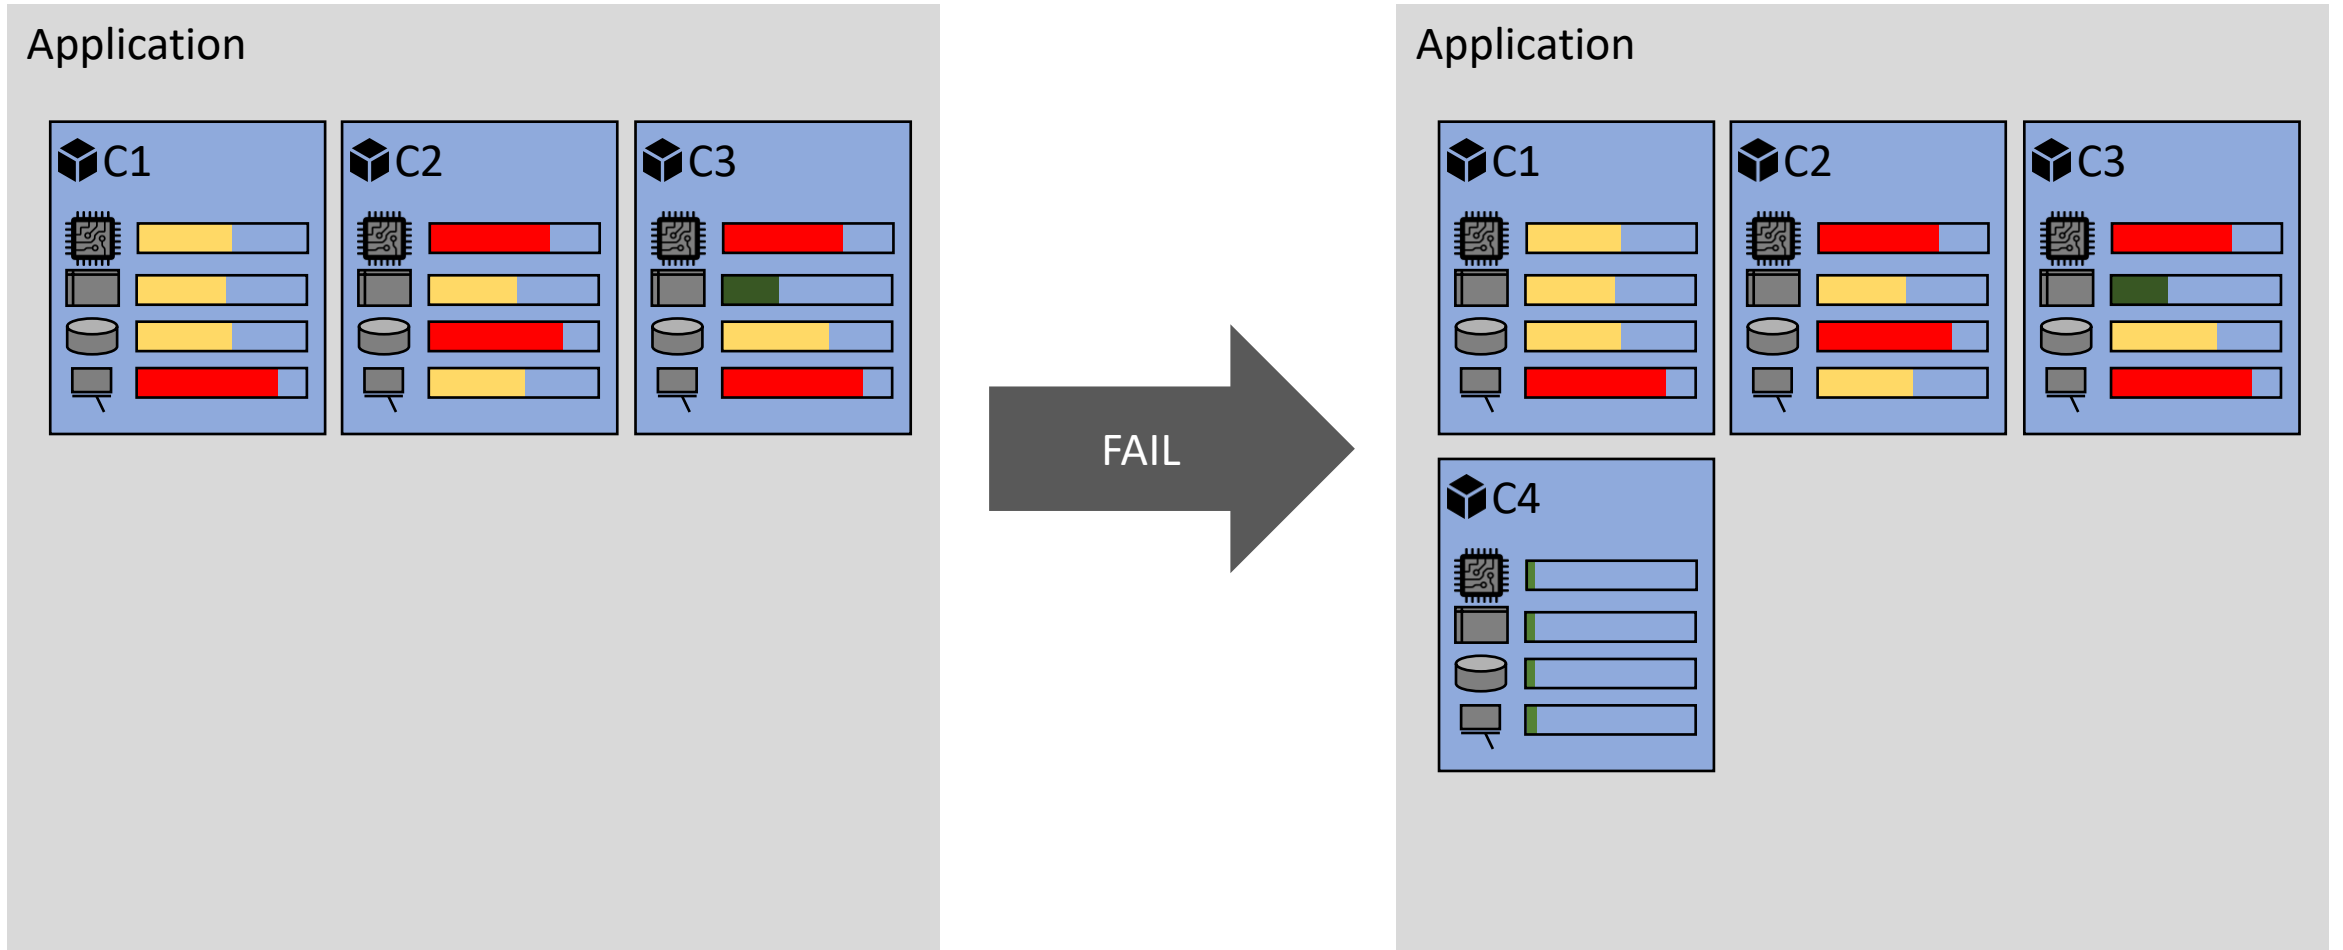 Application
C1
C2
C3
FAIL
Application
C1
C2
C3
C4